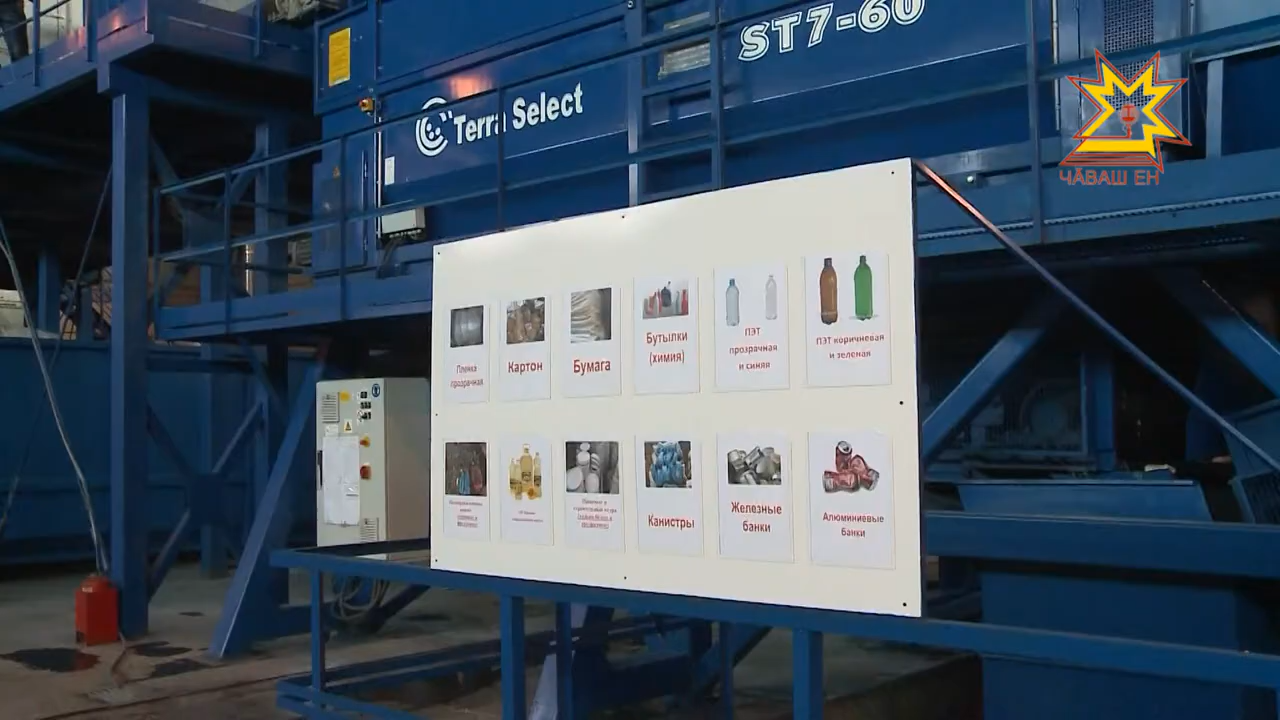 ST7-60
Terra Select
ЧӐВАШ ЕН
Пленка
прозрачная
Картон
Бумага
Бутылки
(химия)
ПЭТ
прозрачная
и синяя
ПЭТ коричневая
и зеленая
Канистры
Железные
банки
Алюминиевые
банки